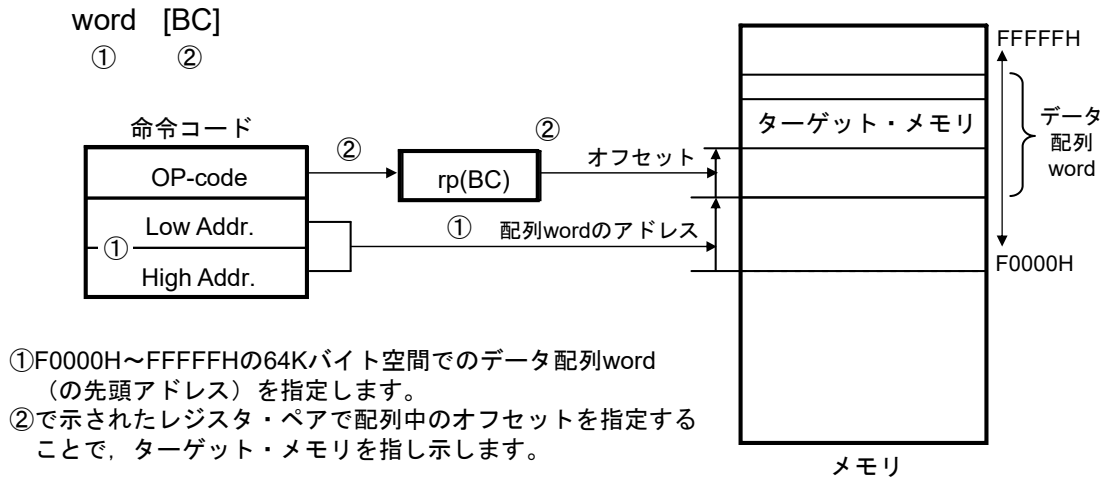 word [BC]
① ②
命令コード
OP-code
Low Addr.
①
High Addr.
②
rp(BC)
②
オフセット
① 配列wordのアドレス
FFFFFH
ターゲット・メモリ
データ
配列
word
F0000H
メモリ
①F0000H～FFFFFHの64Kバイト空間でのデータ配列word
（の先頭アドレス）を指定します。
②で示されたレジスタ・ペアで配列中のオフセットを指定する
ことで，ターゲット・メモリを指し示します。